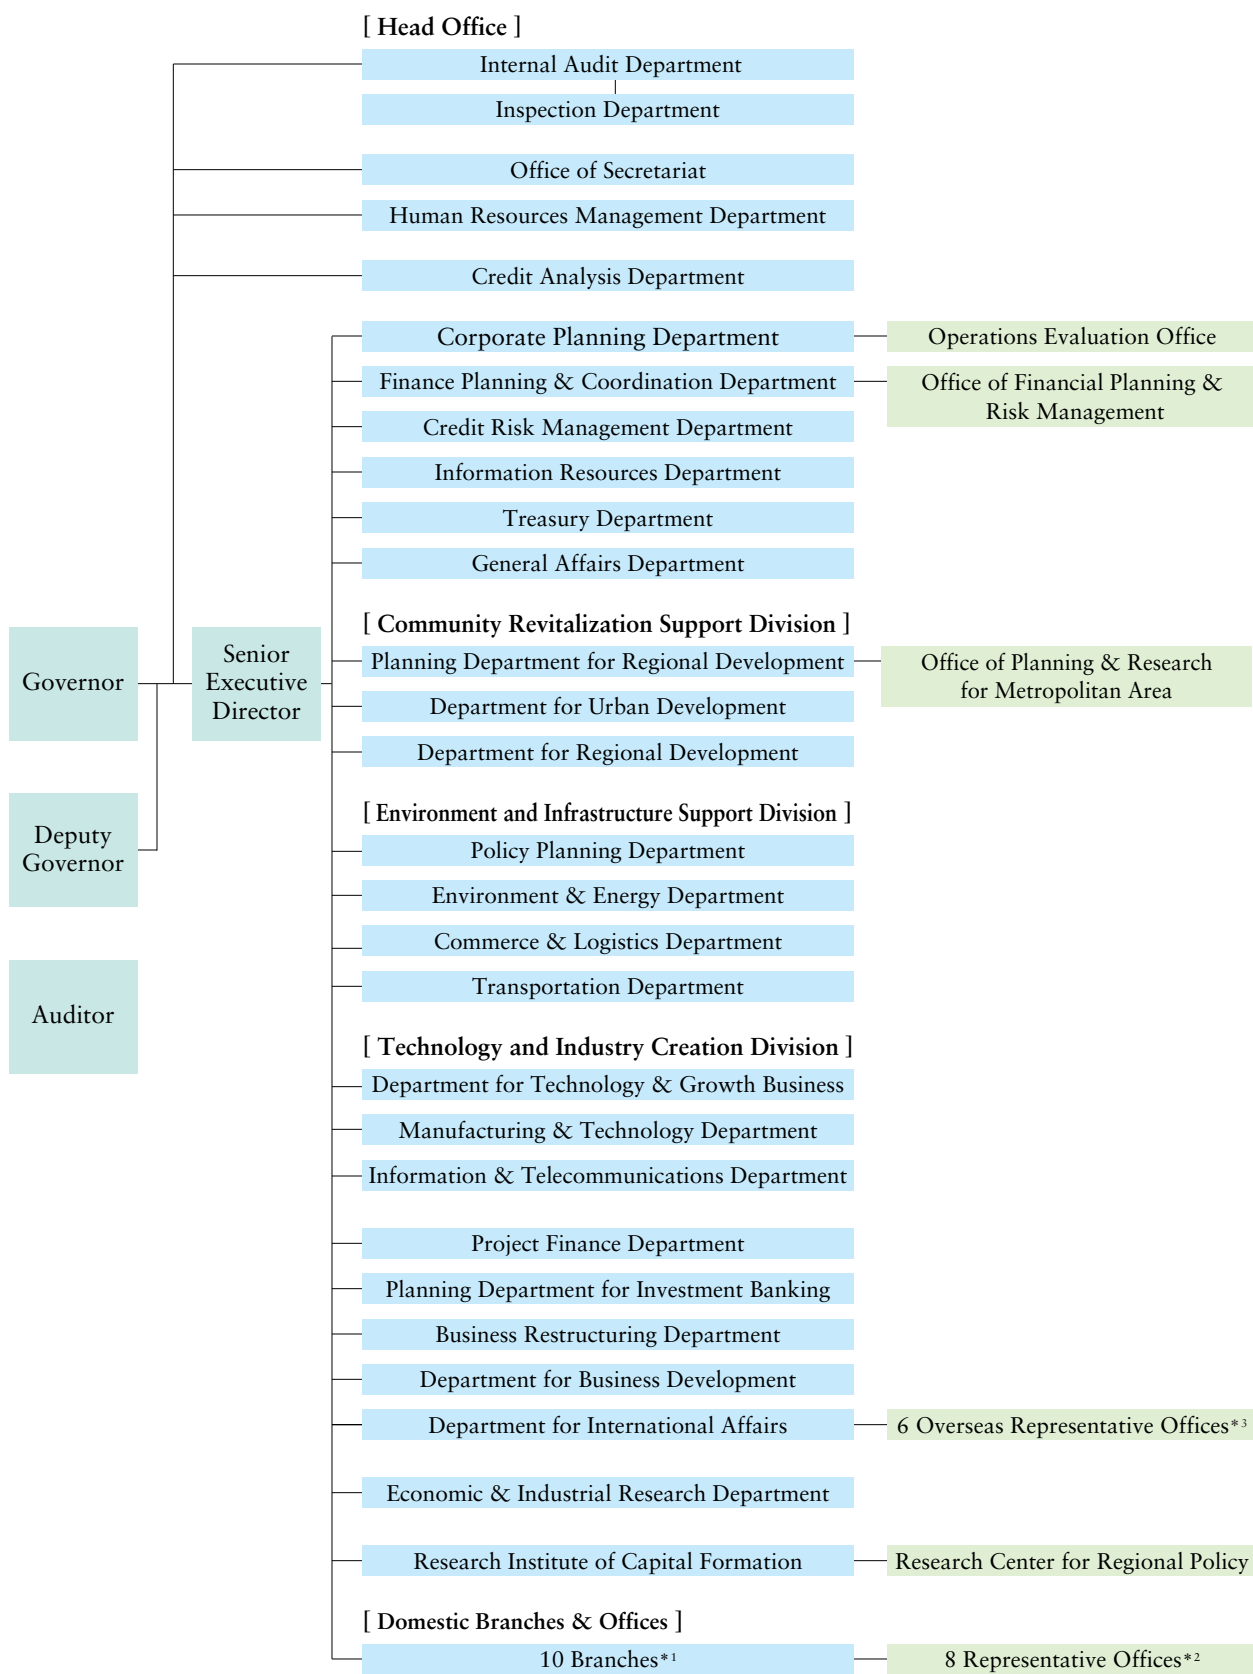 [ Head Office ]
Internal Audit Department
Inspection Department
Office of Secretariat
Human Resources Management Department
Credit Analysis Department
Corporate Planning Department
Operations Evaluation Office
Finance Planning & Coordination Department
Office of Financial Planning &
Risk Management
Credit Risk Management Department
Information Resources Department
Treasury Department
General Affairs Department
Governor
Deputy
Governor
Auditor
Senior
Executive
Director
[ Community Revitalization Support Division ]
Planning Department for Regional Development
Office of Planning & Research
for Metropolitan Area
Department for Urban Development
Department for Regional Development
[ Environment and Infrastructure Support Division ]
Policy Planning Department
Environment & Energy Department
Commerce & Logistics Department
Transportation Department
[ Technology and Industry Creation Division ]
Department for Technology & Growth Business
Manufacturing & Technology Department
Information & Telecommunications Department
Project Finance Department
Planning Department for Investment Banking
Business Restructuring Department
Department for Business Development
Department for International Affairs
6 Overseas Representative Offices*3
Economic & Industrial Research Department
Research Institute of Capital Formation
Research Center for Regional Policy
[ Domestic Branches & Offices ]
10 Branches*1
8 Representative Offices*2